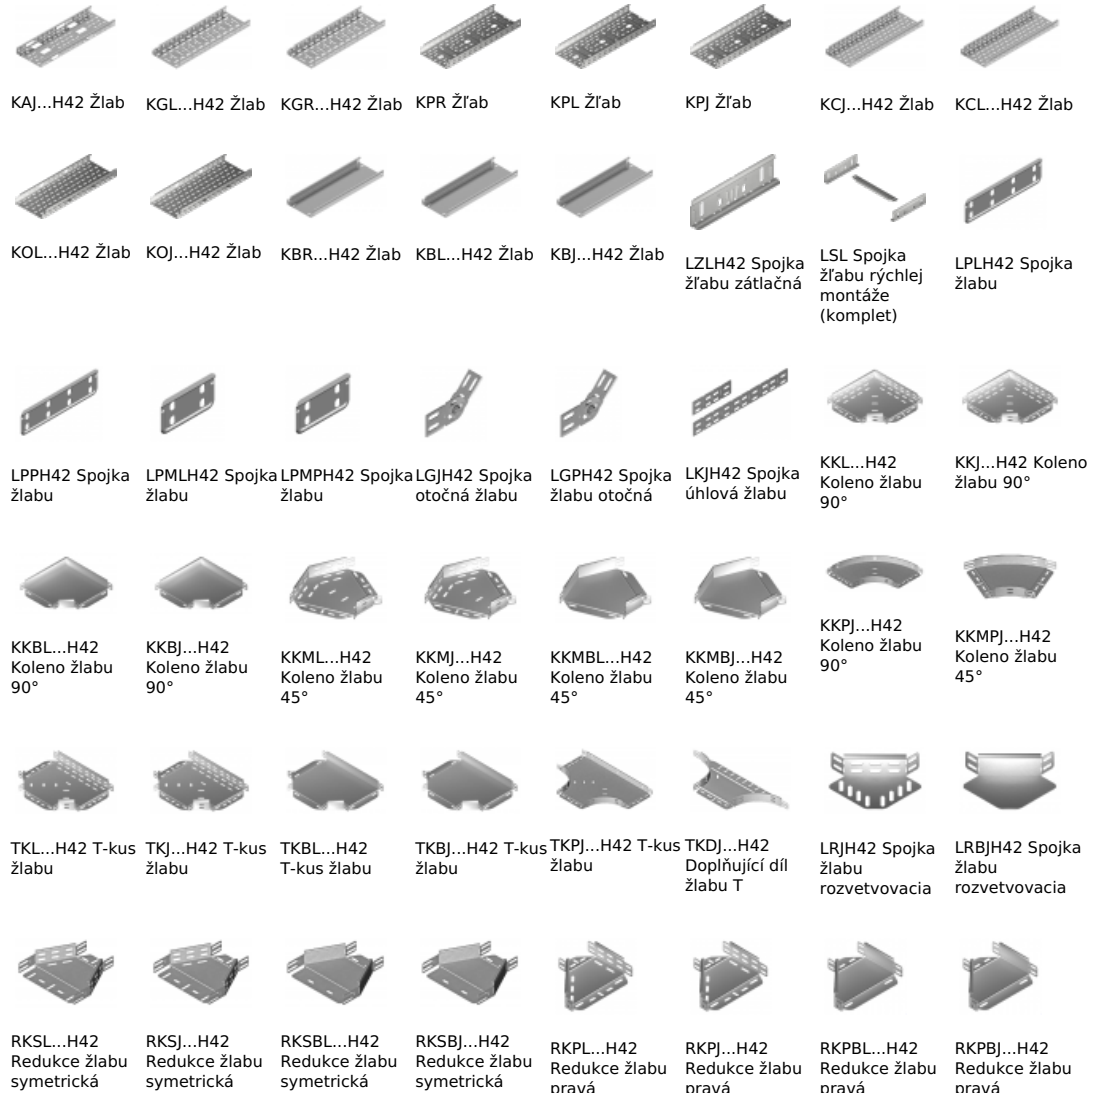 KAJ...H42 Žlab
KGL...H42 Žlab
KGR...H42 Žlab
KPR Žľab
KPL Žľab
KPJ Žľab
KCJ...H42 Žlab
KCL...H42 Žlab
KOL...H42 Žlab
KOJ...H42 Žlab
KBR...H42 Žlab
KBL...H42 Žlab
KBJ...H42 Žlab
LZLH42 Spojka
žľabu zátlačná
LSL Spojka
žľabu rýchlej
montáže
(komplet)
LPLH42 Spojka
žlabu
LPPH42 Spojka
žlabu
LPMLH42 Spojka
žlabu
LPMPH42 Spojka
žlabu
LGJH42 Spojka
otočná žlabu
LGPH42 Spojka
žlabu otočná
LKJH42 Spojka
úhlová žlabu
KKL...H42
Koleno žlabu
90°
KKJ...H42 Koleno
žlabu 90°
KKBL...H42
Koleno žlabu
90°
KKBJ...H42
Koleno žlabu
90°
KKML...H42
Koleno žlabu
45°
KKMJ...H42
Koleno žlabu
45°
KKMBL...H42
Koleno žlabu
45°
KKMBJ...H42
Koleno žlabu
45°
KKPJ...H42
Koleno žlabu
90°
KKMPJ...H42
Koleno žlabu
45°
TKL...H42 T-kus
žlabu
TKJ...H42 T-kus
žlabu
TKBL...H42
T-kus žlabu
TKBJ...H42 T-kus
žlabu
TKPJ...H42 T-kus
žlabu
TKDJ...H42
Doplňující díl
žlabu T
LRJH42 Spojka
žlabu
rozvetvovacia
LRBJH42 Spojka
žlabu
rozvetvovacia
RKSL...H42
Redukce žlabu
symetrická
RKSJ...H42
Redukce žlabu
symetrická
RKSBL...H42
Redukce žlabu
symetrická
RKSBJ...H42
Redukce žlabu
symetrická
RKPL...H42
Redukce žlabu
pravá
RKPJ...H42
Redukce žlabu
pravá
RKPBL...H42
Redukce žlabu
pravá
RKPBJ...H42
Redukce žlabu
pravá